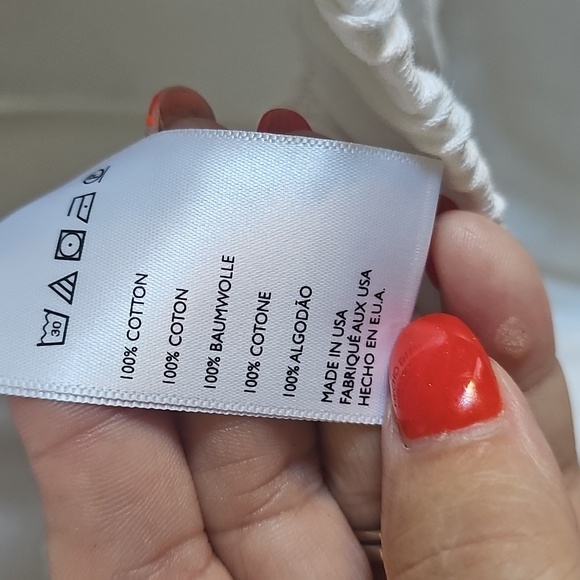 30
100% COTTON
100% COTON
100% BAUMWOLLE
100% COTONE
100% ALGODÃO
MADE IN USA
FABRIQUÉ AUX USA
HECHO EN E.U.A.